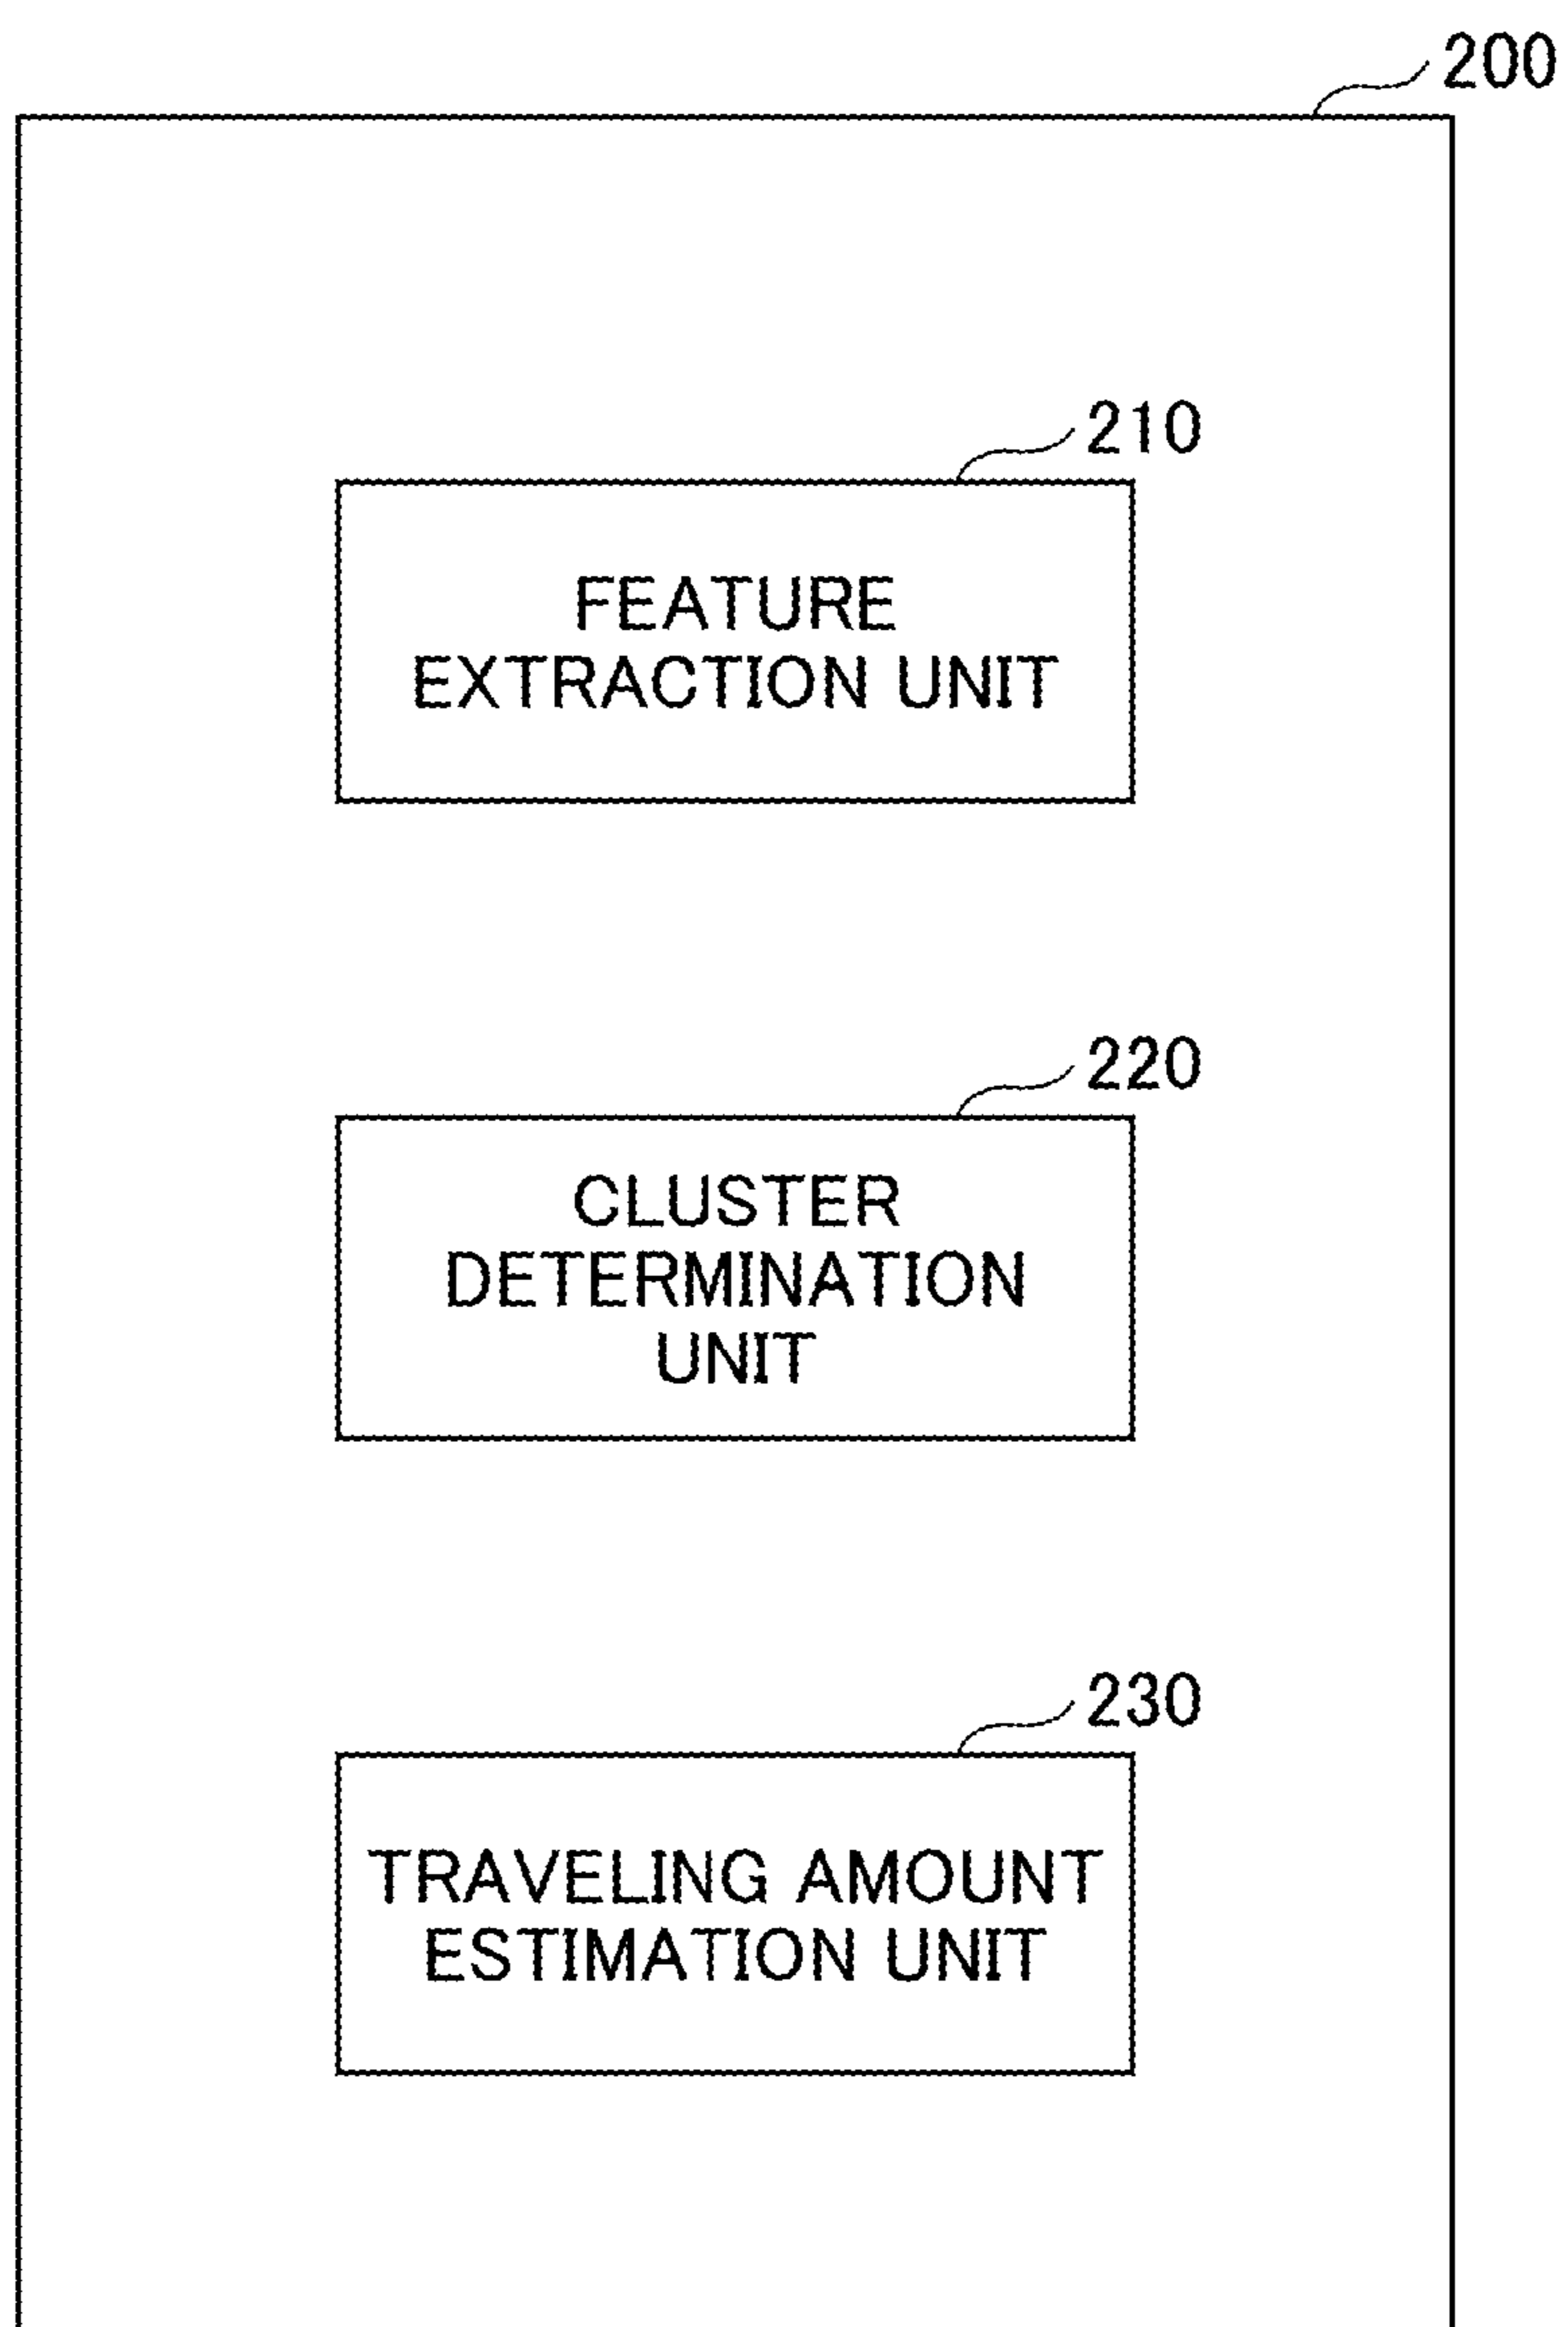 200
210
FEATURE
EXTRACTION UNIT
220
CLUSTER
DETERMINATION
UNIT
230
TRAVELING AMOUNT
ESTIMATION UNIT